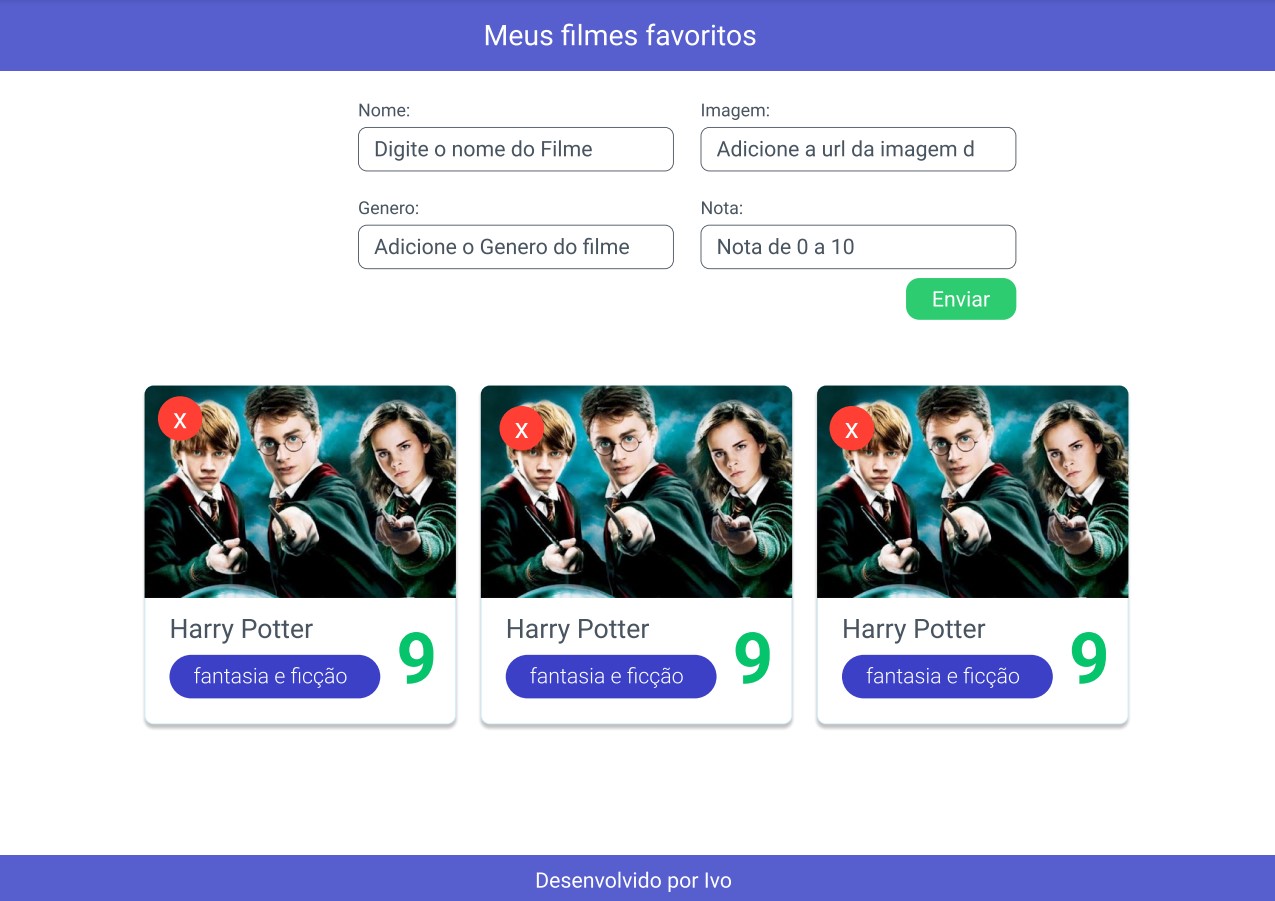 Meus filmes favoritos
Nome:
Imagem:
Digite o nome do Filme
Adicione a url da imagem d
Genero:
Nota:
Adicione o Genero do filme
Nota de 0 a 10
Enviar
x
x
x
Harry Potter
9
fantasia e ficção
Harry Potter
9
fantasia e ficção
Harry Potter
9
fantasia e ficção
Desenvolvido por Ivo